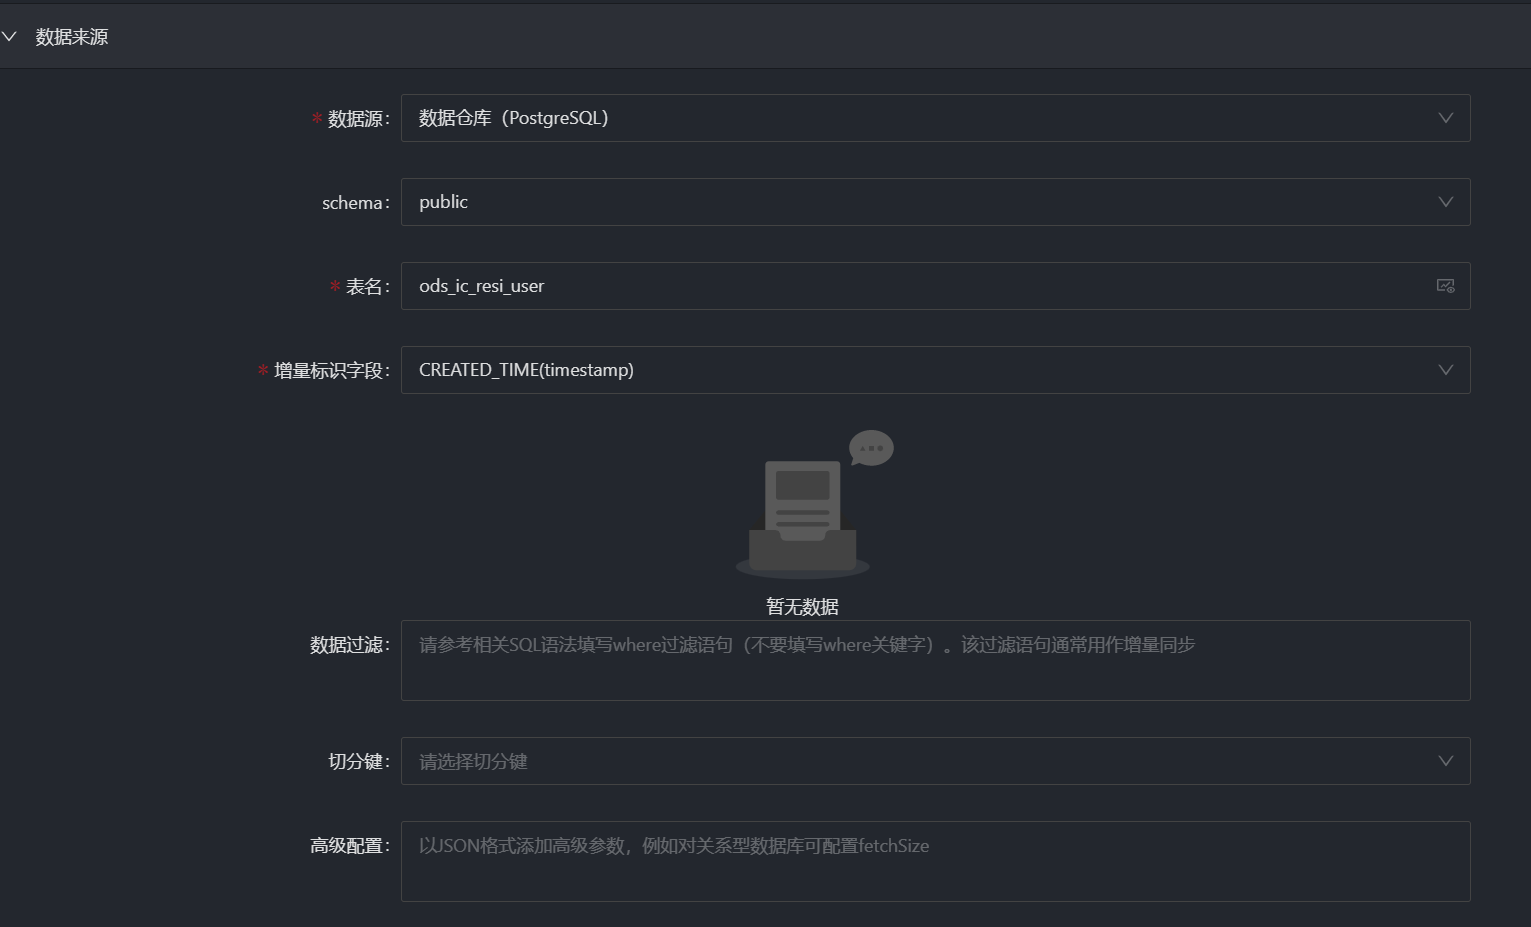 数据来源
* 数据源： 数据仓库（PostgreSQL）
schema： public
* 表名： ods_ic_resi_user
* 增量标识字段： CREATED_TIME(timestamp)
暂无数据
数据过滤： 请参考相关SQL语法填写where过滤语句（不要填写where关键字）。该过滤语句通常用作增量同步
切分键： 请选择切分键
高级配置： 以JSON格式添加高级参数，例如对关系型数据库可配置fetchSize